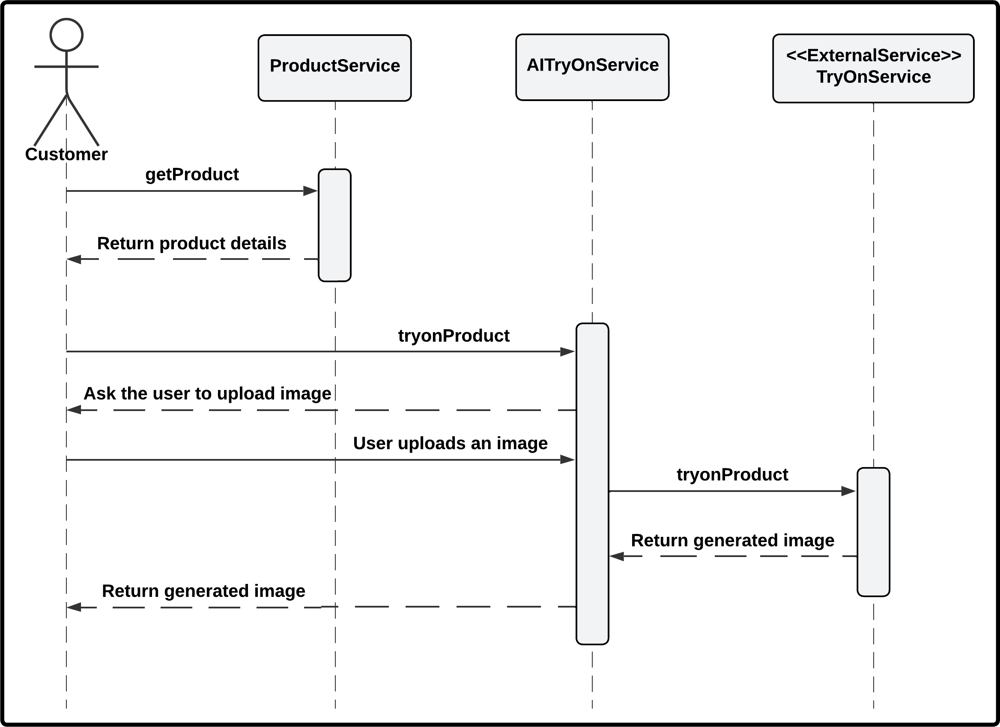 ProductService
AITryOnService
<<ExternalService>>
TryOnService
Customer
getProduct
Return product details
tryonProduct
Ask the user to upload image
User uploads an image
tryonProduct
Return generated image
Return generated image